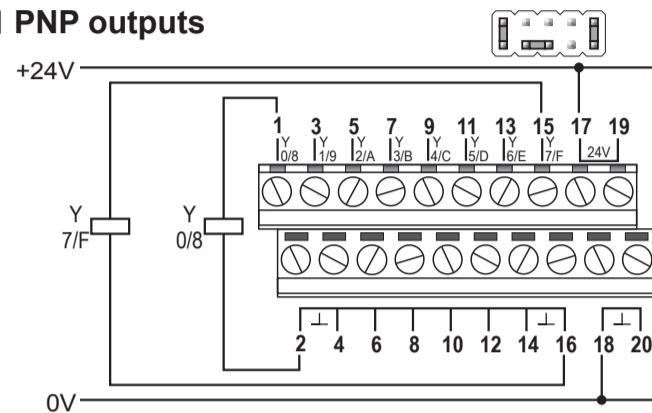 PNP outputs
+24V
1 3 5 7 9 11 13 15 17 19
Y Y Y Y Y Y Y Y
0/8 1/9 2/A 3/B 4/C 5/D 6/E 7/F 24V
Y Y
7/F 0/8
2 4 6 8 10 12 14 16 18 20
0V